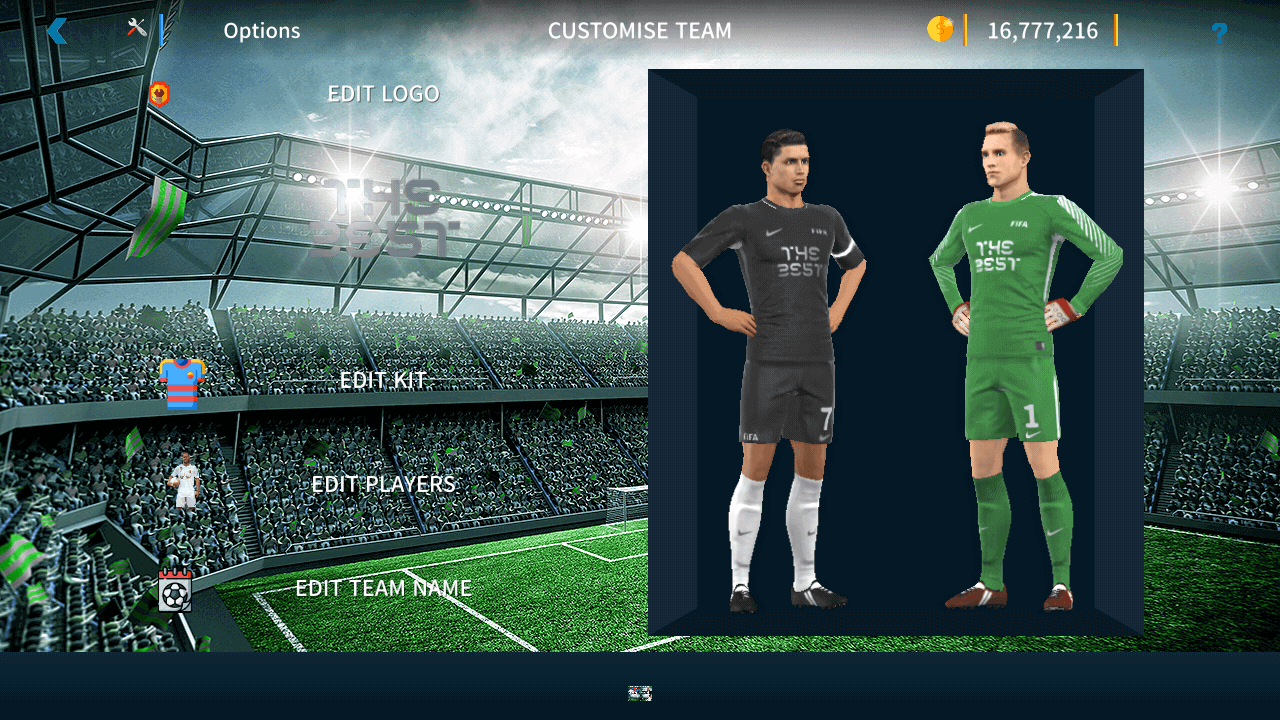 Options
CUSTOMISE TEAM
16,777,216
?
EDIT LOGO
THE
BEST
EDIT KIT
EDIT PLAYERS
EDIT TEAM NAME
FIFA
THE
BEST
7
FIFA
FIFA
THE
BEST
1